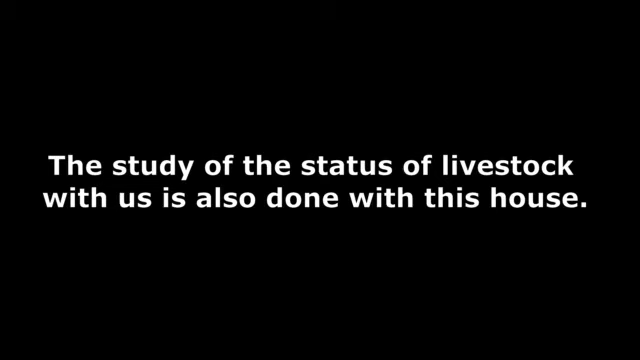 The study of the status of livestock
with us is also done with this house.